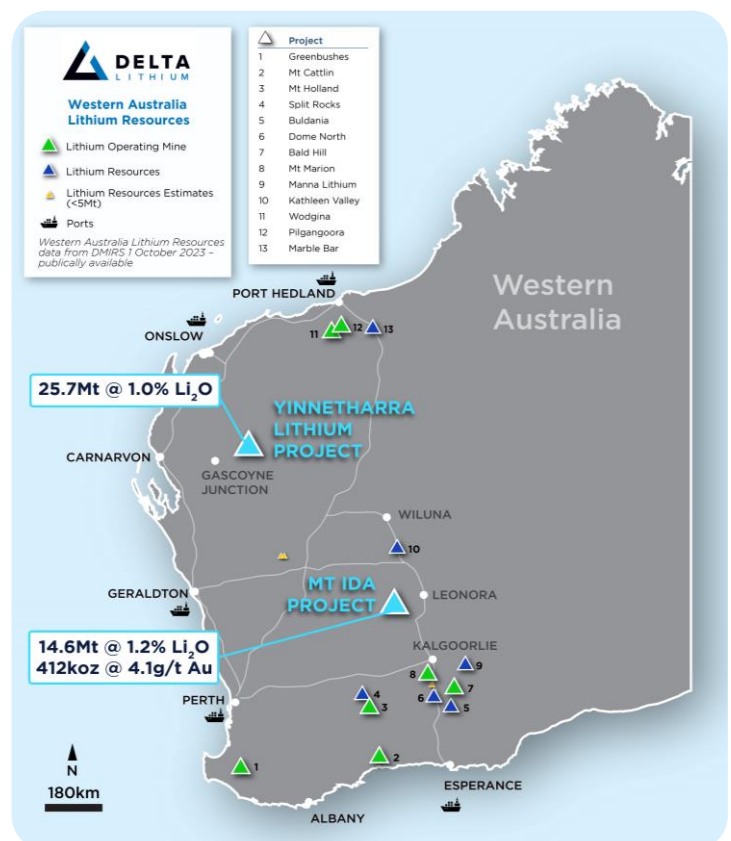 DELTA
LITHIUM
Western Australia
Lithium Resources
Lithium Operating Mine
Lithium Resources
Lithium Resources Estimates
(<5Mt)
Ports
Western Australia Lithium Resources
data from DMIRS 1 October 2023 –
publically available
Project
1 Greenbushes
2 Mt Cattlin
3 Mt Holland
4 Split Rocks
5 Buldania
6 Dome North
7 Bald Hill
8 Mt Marion
9 Manna Lithium
10 Kathleen Valley
11 Wodgina
12 Pilgangoora
13 Marble Bar
Western
Australia
PORT HEDLAND
ONSLOW
11
12
13
25.7Mt @ 1.0% Li₂O
YINNETHARRA
LITHIUM
PROJECT
CARNARVON
GASCOYNE
JUNCTION
WILUNA
10
MT IDA
PROJECT
GERALDTON
LEONORA
14.6Mt @ 1.2% Li₂O
412koz @ 4.1g/t Au
KALGOORLIE
8
9
7
6
5
4
3
PERTH
2
1
N
180km
ESPERANCE
ALBANY